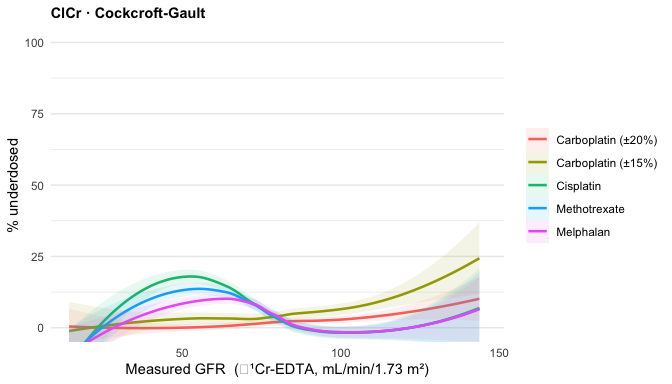 ClCr · Cockcroft-Gault
100
75
50
25
0
% underdosed
50
100
150
Measured GFR (□¹Cr-EDTA, mL/min/1.73 m²)
Carboplatin (±20%)
Carboplatin (±15%)
Cisplatin
Methotrexate
Melphalan